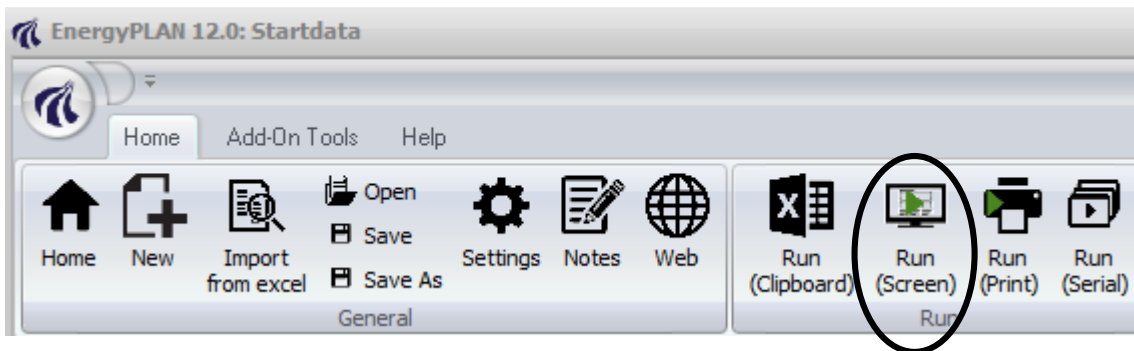 EnergyPLAN 12.0: Startdata
Home Add-On Tools Help
Home
New
Import
from excel
Open
Save
Save As
Settings
Notes
Web
General
Run
(Clipboard)
Run
(Screen)
Run
(Print)
Run
(Serial)
Run